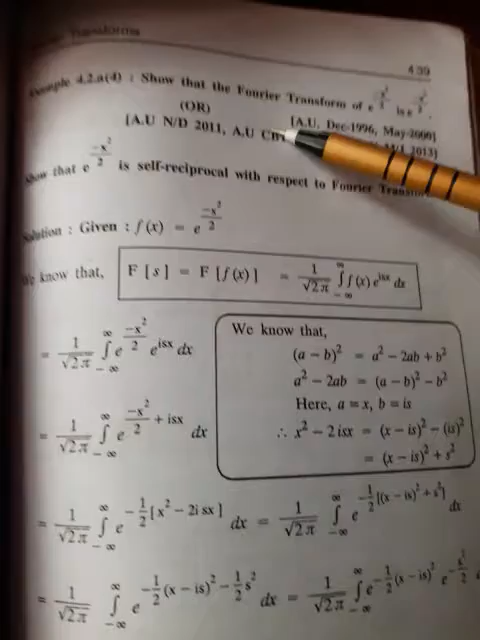 Transforms
4.39
Example 4.2.a(4) : Show that the Fourier Transform of e^{-x²/2} is e^{-s²/2}.
(OR) [A.U. Dec-1996, May-2000]
[A.U N/D 2011, A.U CBT 2013]
Show that e^{-x²/2} is self-reciprocal with respect to Fourier
Solution : Given : f(x) = e^{-x²/2}
We know that, F[s] = F[f(x)] = 1/√2π ∫_{-∞}^{∞} f(x) e^{isx} dx
= 1/√2π ∫_{-∞}^{∞} e^{-x²/2} e^{isx} dx
= 1/√2π ∫_{-∞}^{∞} e^{-x²/2 + isx} dx
We know that,
(a – b)² = a² – 2ab + b²
a² – 2ab = (a – b)² – b²
Here, a = x, b = is
∴ x² – 2 isx = (x – is)² – (is)²
= (x – is)² + s²
= 1/√2π ∫_{-∞}^{∞} e^{-1/2 [x² – 2i sx]} dx = 1/√2π ∫_{-∞}^{∞} e^{-1/2 [(x – is)² + s²]} dx
= 1/√2π ∫_{-∞}^{∞} e^{-1/2 (x – is)² – 1/2 s²} dx = 1/√2π ∫_{-∞}^{∞} e^{-1/2 (x – is)²} e^{-s²/2}